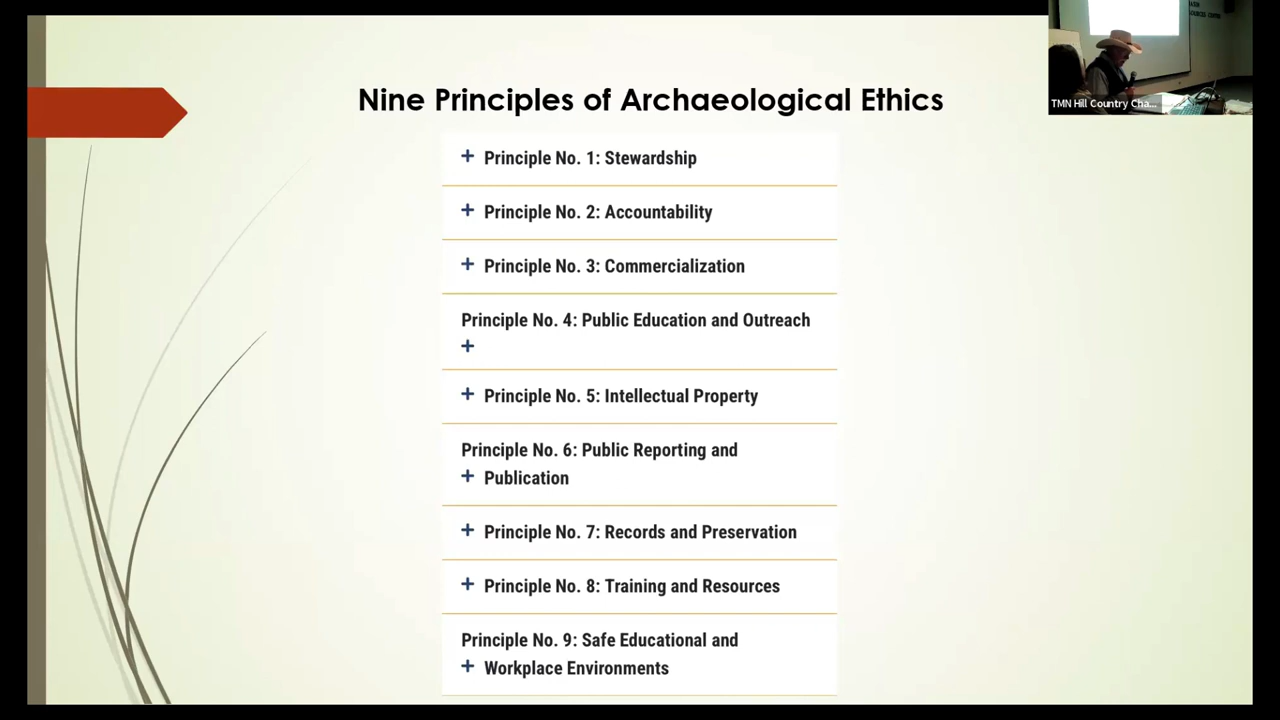 Nine Principles of Archaeological Ethics
+ Principle No. 1: Stewardship
+ Principle No. 2: Accountability
+ Principle No. 3: Commercialization
Principle No. 4: Public Education and Outreach
+
+ Principle No. 5: Intellectual Property
Principle No. 6: Public Reporting and
+ Publication
+ Principle No. 7: Records and Preservation
+ Principle No. 8: Training and Resources
Principle No. 9: Safe Educational and
+ Workplace Environments
TMN Hill Country Cha...